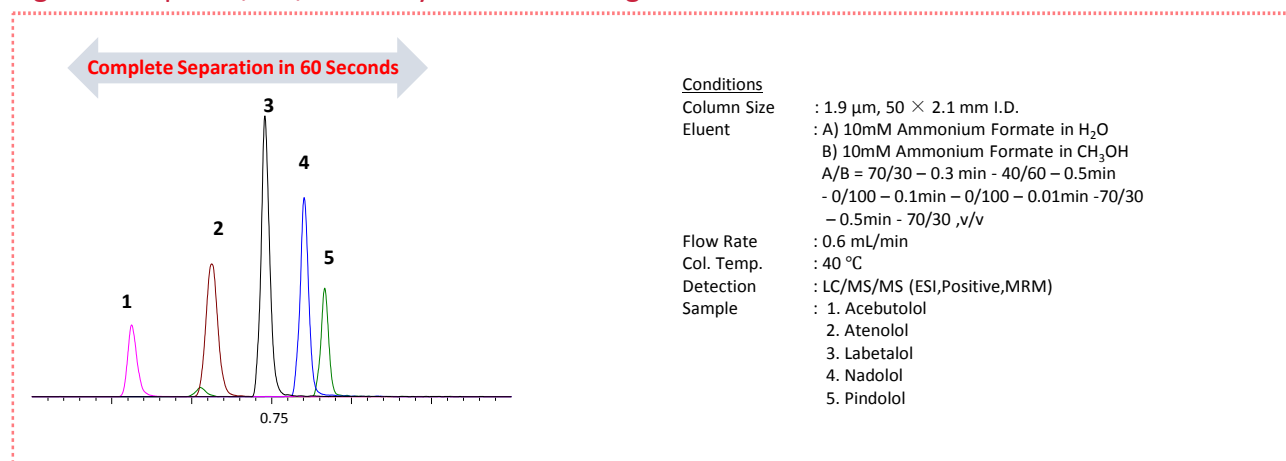 Complete Separation in 60 Seconds
1
2
3
4
5
0.75
Conditions
Column Size : 1.9 μm, 50 × 2.1 mm I.D.
Eluent : A) 10mM Ammonium Formate in H₂O
B) 10mM Ammonium Formate in CH₃OH
A/B = 70/30 – 0.3 min - 40/60 – 0.5min
- 0/100 – 0.1min – 0/100 – 0.01min -70/30
– 0.5min - 70/30 ,v/v
Flow Rate : 0.6 mL/min
Col. Temp. : 40 ℃
Detection : LC/MS/MS (ESI,Positive,MRM)
Sample : 1. Acebutolol
2. Atenolol
3. Labetalol
4. Nadolol
5. Pindolol